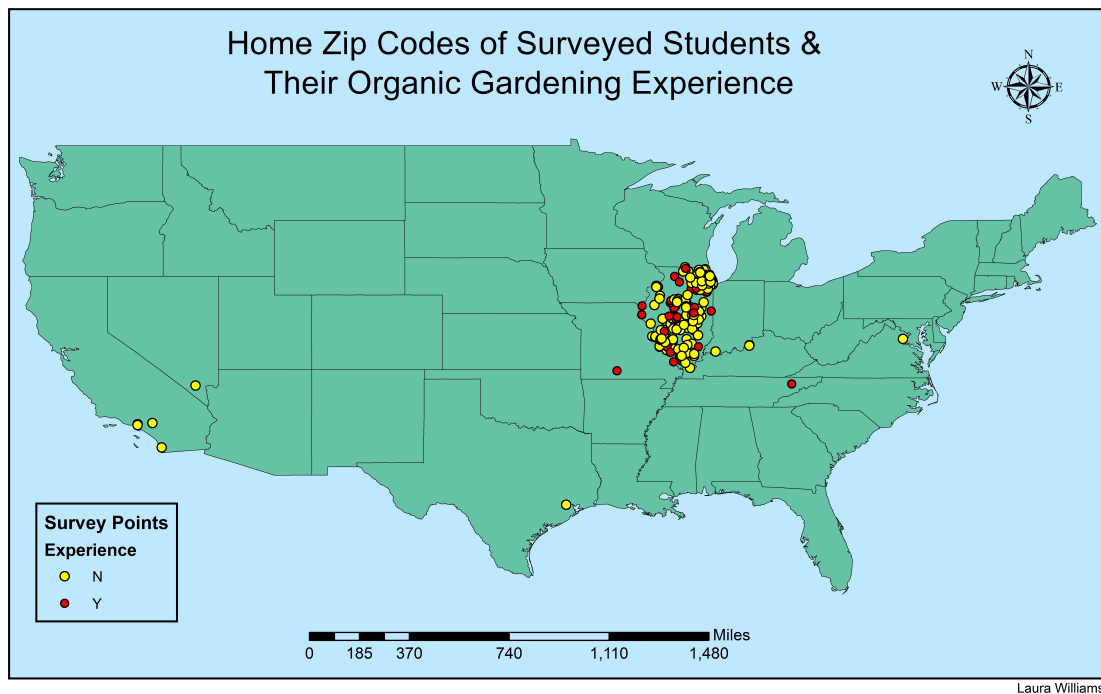 Home Zip Codes of Surveyed Students &
Their Organic Gardening Experience
N
W E
S
Survey Points
Experience
N
Y
Miles
0 185 370 740 1,110 1,480
Laura Williams